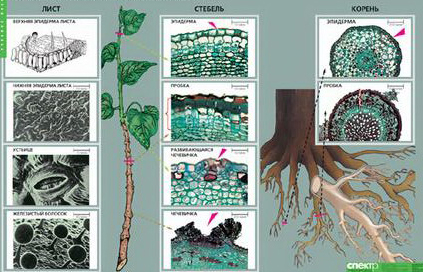 ЛИСТ
СТЕБЕЛЬ
КОРЕНЬ
ВЕРХНЯЯ ЭПИДЕРМА ЛИСТА
НИЖНЯЯ ЭПИДЕРМА ЛИСТА
УСТЬИЦЕ
ЖЕЛЕЗИСТЫЙ ВОЛОСОК
ЭПИДЕРМА
ПРОБКА
РАЗВИВАЮЩАЯСЯ
ЧЕЧЕВИЧКА
ЧЕЧЕВИЧКА
ЭПИДЕРМА
ПРОБКА
спектр